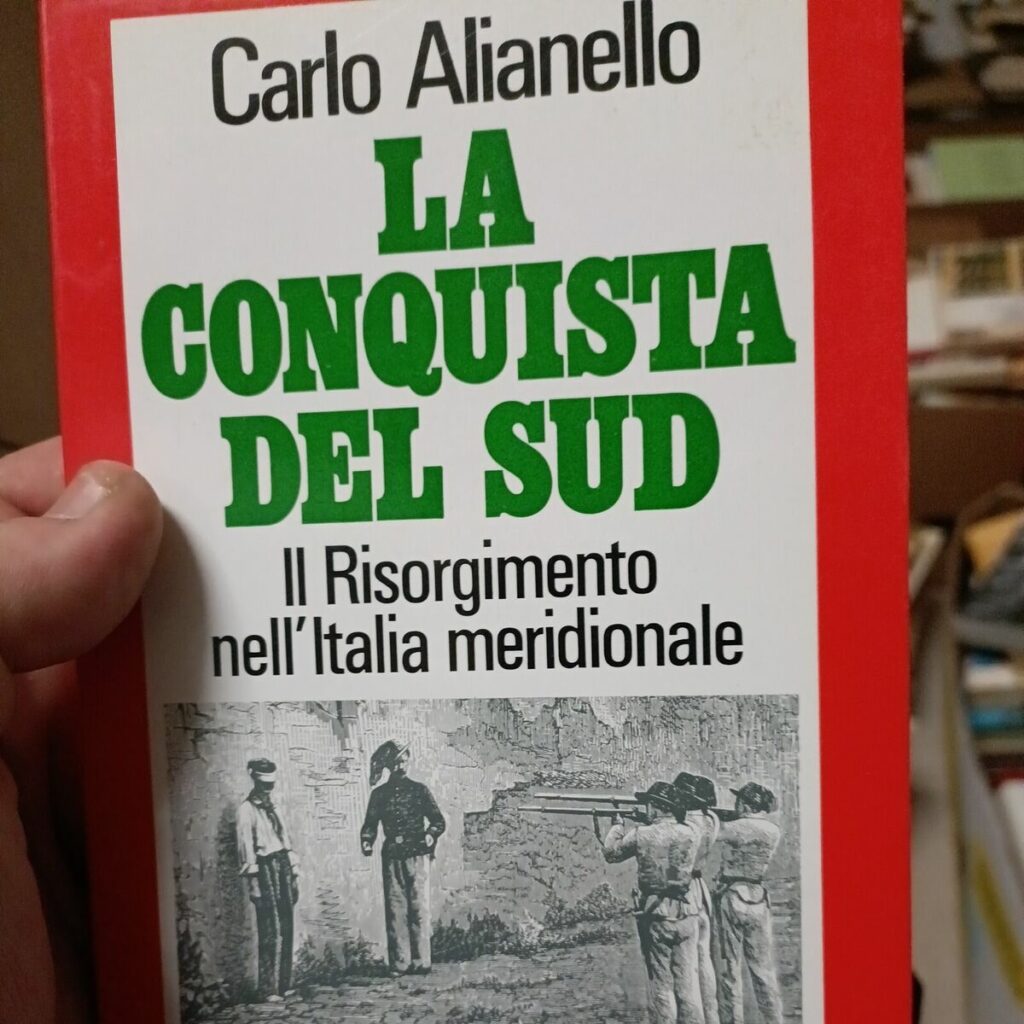 Carlo Alianello
LA
CONQUISTA
DEL SUD
Il Risorgimento
nell'Italia meridionale